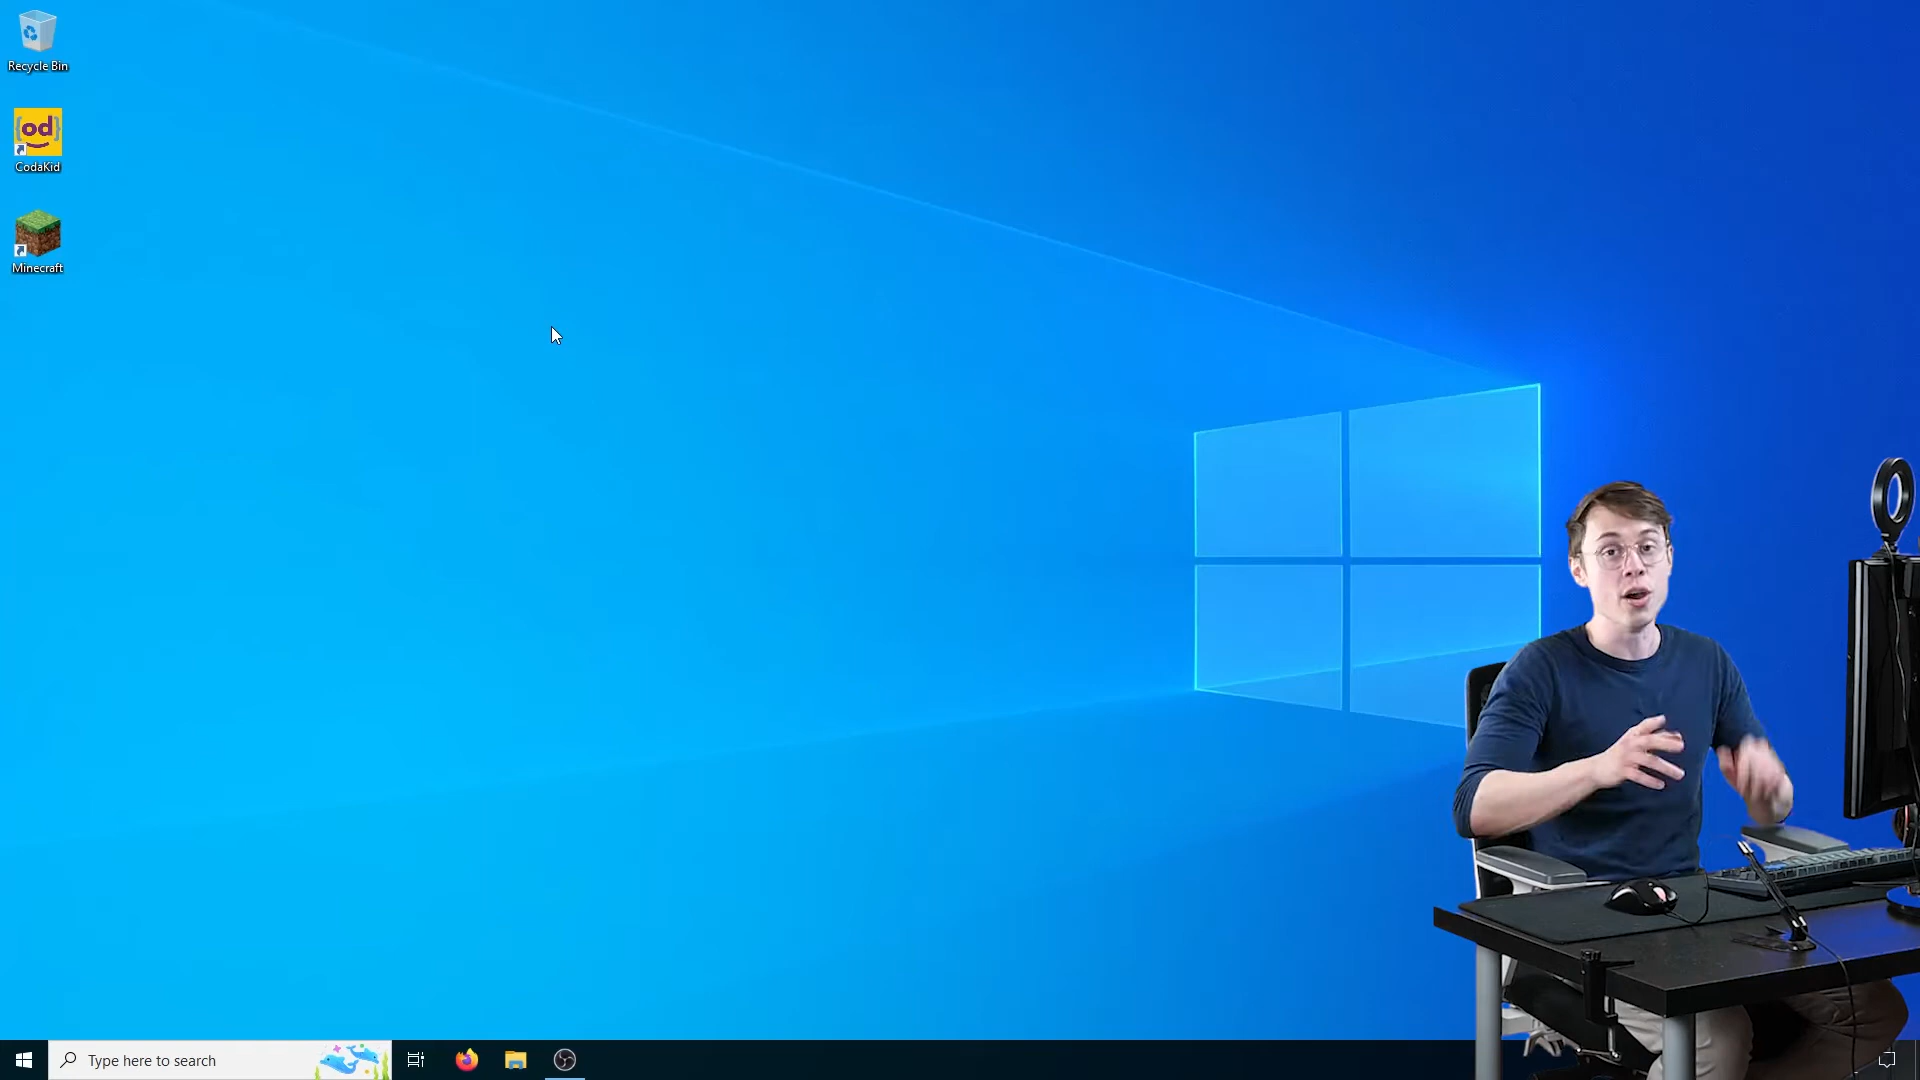 Recycle Bin
{od}
CodaKid
Minecraft
Type here to search